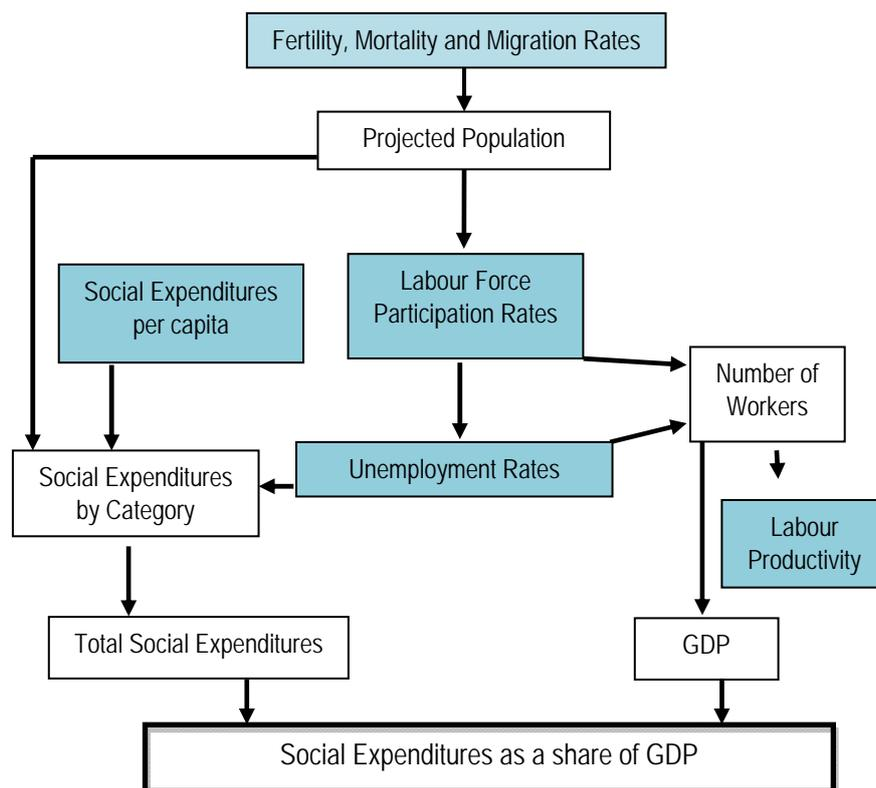 Fertility, Mortality and Migration Rates
Projected Population
Social Expenditures
per capita
Labour Force
Participation Rates
Number of
Workers
Social Expenditures
by Category
Unemployment Rates
Labour
Productivity
Total Social Expenditures
GDP
Social Expenditures as a share of GDP